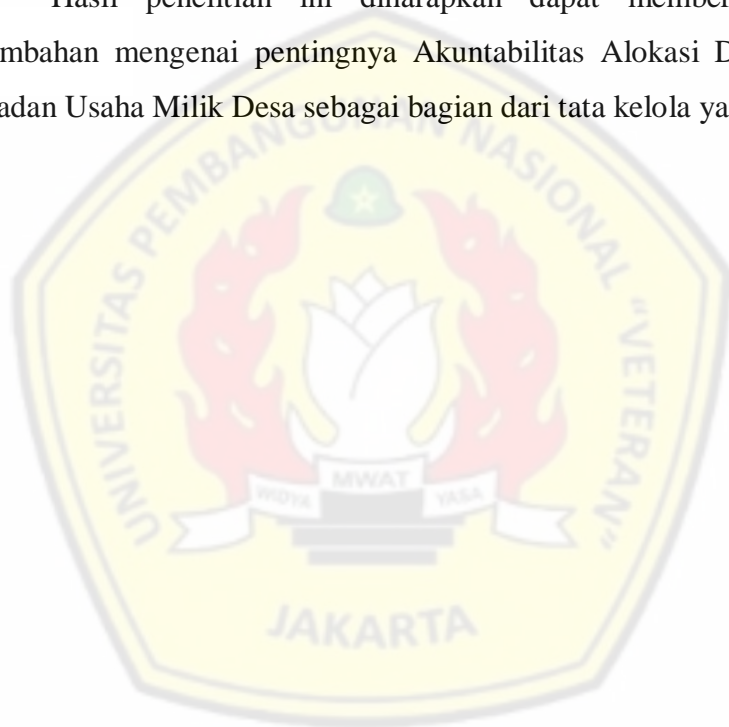 Hasil penelitian ini diharapkan dapat member
mbahan mengenai pentingnya Akuntabilitas Alokasi D
adan Usaha Milik Desa sebagai bagian dari tata kelola ya
UNIVERSITAS PEMBANGUNAN NASIONAL "VETERAN"
WIDYA MWAT YASA
JAKARTA